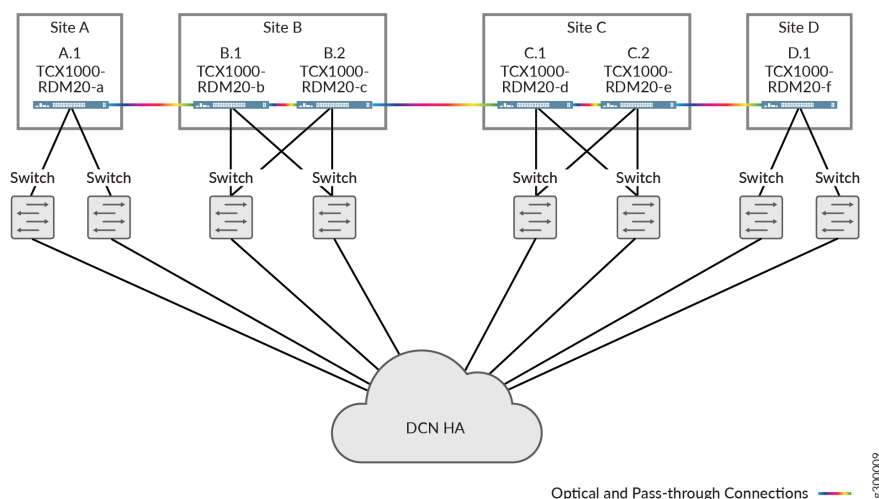 Site A
Site B
Site C
Site D
A.1
TCX1000-
RDM20-a
B.1
TCX1000-
RDM20-b
B.2
TCX1000-
RDM20-c
C.1
TCX1000-
RDM20-d
C.2
TCX1000-
RDM20-e
D.1
TCX1000-
RDM20-f
Switch
Switch
Switch
Switch
Switch
Switch
Switch
Switch
DCN HA
Optical and Pass-through Connections
g300009